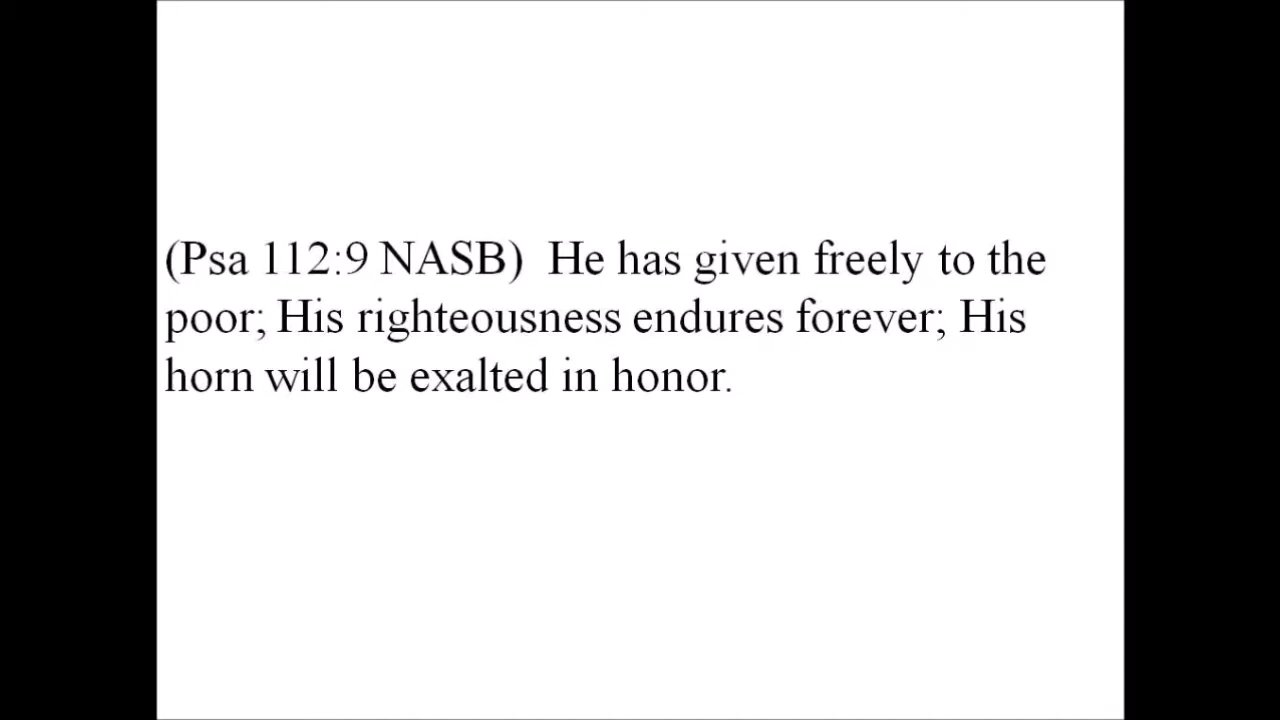 (Psa 112:9 NASB)  He has given freely to the
poor; His righteousness endures forever; His
horn will be exalted in honor.